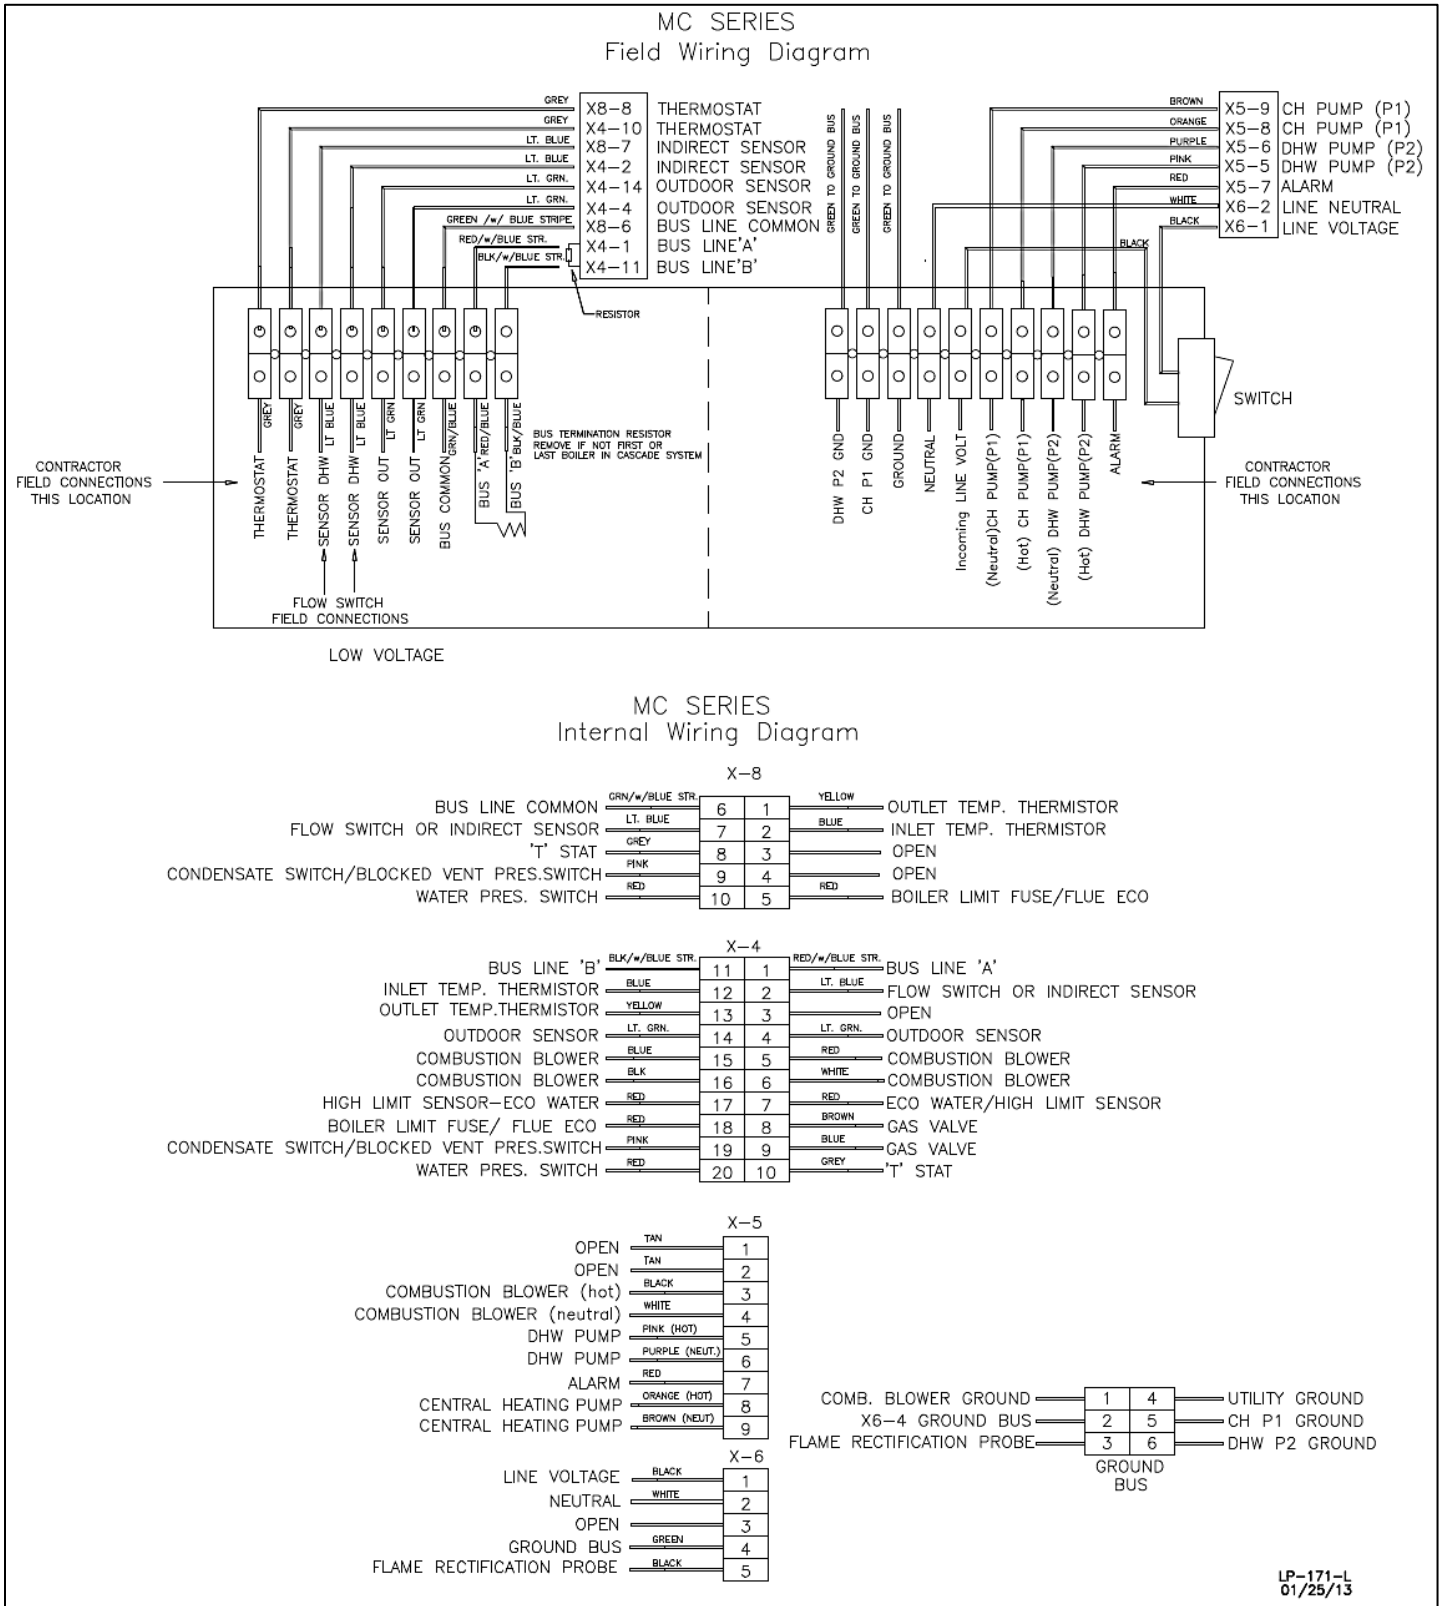 MC SERIES
Field Wiring Diagram
GREY X8-8 THERMOSTAT
GREY X4-10 THERMOSTAT
LT. BLUE X8-7 INDIRECT SENSOR
LT. BLUE X4-2 INDIRECT SENSOR
LT. GRN. X4-14 OUTDOOR SENSOR
LT. GRN. X4-4 OUTDOOR SENSOR
GREEN /w/ BLUE STRIPE X8-6 BUS LINE COMMON
RED/w/BLUE STR. X4-1 BUS LINE'A'
BLK/w/BLUE STR. X4-11 BUS LINE'B'
RESISTOR
GREEN TO GROUND BUS
GREEN TO GROUND BUS
GREEN TO GROUND BUS
BROWN X5-9 CH PUMP (P1)
ORANGE X5-8 CH PUMP (P1)
PURPLE X5-6 DHW PUMP (P2)
PINK X5-5 DHW PUMP (P2)
RED X5-7 ALARM
WHITE X6-2 LINE NEUTRAL
BLACK X6-1 LINE VOLTAGE
BLACK
SWITCH
CONTRACTOR
FIELD CONNECTIONS
THIS LOCATION
GREY
THERMOSTAT
GREY
THERMOSTAT
LT BLUE
SENSOR DHW
LT BLUE
SENSOR DHW
LT GRN
SENSOR OUT
LT GRN
SENSOR OUT
GRN/BLUE
BUS COMMON
RED/BLUE
BUS 'A'
BLK/BLUE
BUS 'B'
BUS TERMINATION RESISTOR
REMOVE IF NOT FIRST OR
LAST BOILER IN CASCADE SYSTEM
FLOW SWITCH
FIELD CONNECTIONS
LOW VOLTAGE
DHW P2 GND
CH P1 GND
GROUND
NEUTRAL
Incoming LINE VOLT
(Neutral)CH PUMP(P1)
(Hot) CH PUMP(P1)
(Neutral) DHW PUMP(P2)
(Hot) DHW PUMP(P2)
ALARM
CONTRACTOR
FIELD CONNECTIONS
THIS LOCATION
MC SERIES
Internal Wiring Diagram
X-8
BUS LINE COMMON GRN/w/BLUE STR. 6 1 YELLOW OUTLET TEMP. THERMISTOR
FLOW SWITCH OR INDIRECT SENSOR LT. BLUE 7 2 BLUE INLET TEMP. THERMISTOR
'T' STAT GREY 8 3 OPEN
CONDENSATE SWITCH/BLOCKED VENT PRES.SWITCH PINK 9 4 OPEN
WATER PRES. SWITCH RED 10 5 RED BOILER LIMIT FUSE/FLUE ECO
X-4
BUS LINE 'B' BLK/w/BLUE STR. 11 1 RED/w/BLUE STR. BUS LINE 'A'
INLET TEMP. THERMISTOR BLUE 12 2 LT. BLUE FLOW SWITCH OR INDIRECT SENSOR
OUTLET TEMP.THERMISTOR YELLOW 13 3 OPEN
OUTDOOR SENSOR LT. GRN. 14 4 LT. GRN. OUTDOOR SENSOR
COMBUSTION BLOWER BLUE 15 5 RED COMBUSTION BLOWER
COMBUSTION BLOWER BLK 16 6 WHITE COMBUSTION BLOWER
HIGH LIMIT SENSOR-ECO WATER RED 17 7 RED ECO WATER/HIGH LIMIT SENSOR
BOILER LIMIT FUSE/ FLUE ECO RED 18 8 BROWN GAS VALVE
CONDENSATE SWITCH/BLOCKED VENT PRES.SWITCH PINK 19 9 BLUE GAS VALVE
WATER PRES. SWITCH RED 20 10 GREY 'T' STAT
X-5
OPEN TAN 1
OPEN TAN 2
COMBUSTION BLOWER (hot) BLACK 3
COMBUSTION BLOWER (neutral) WHITE 4
DHW PUMP PINK (HOT) 5
DHW PUMP PURPLE (NEUT.) 6
ALARM RED 7
CENTRAL HEATING PUMP ORANGE (HOT) 8
CENTRAL HEATING PUMP BROWN (NEUT) 9
X-6
LINE VOLTAGE BLACK 1
NEUTRAL WHITE 2
OPEN 3
GROUND BUS GREEN 4
FLAME RECTIFICATION PROBE BLACK 5
COMB. BLOWER GROUND 1 4 UTILITY GROUND
X6-4 GROUND BUS 2 5 CH P1 GROUND
FLAME RECTIFICATION PROBE 3 6 DHW P2 GROUND
GROUND
BUS
LP-171-L
01/25/13